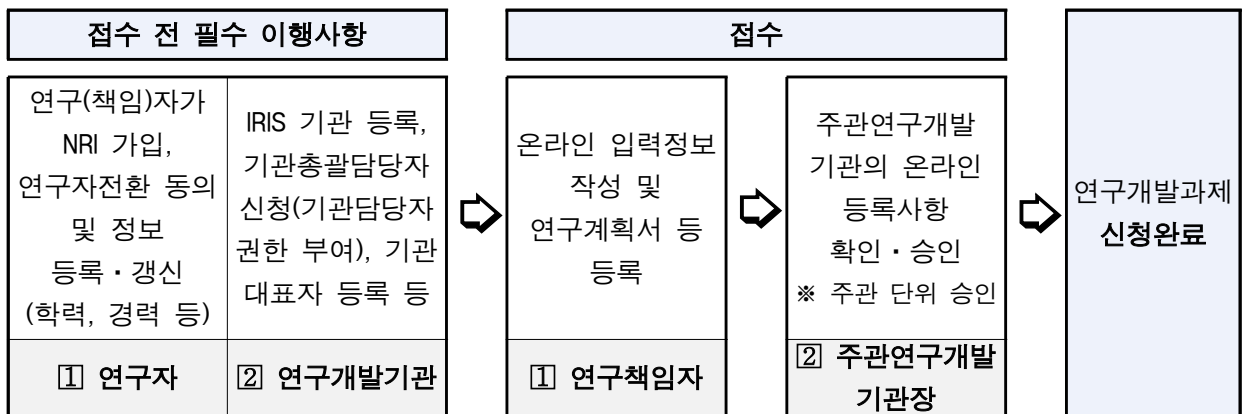 접수 전 필수 이행사항
연구(책임)자가
NRI 가입,
연구자전환 동의
및 정보
등록・갱신
(학력, 경력 등)
1 연구자
IRIS 기관 등록,
기관총괄담당자
신청(기관담당자
권한 부여), 기관
대표자 등록 등
2 연구개발기관
접수
온라인 입력정보
작성 및
연구계획서 등
등록
1 연구책임자
주관연구개발
기관의 온라인
등록사항
확인・승인
※ 주관 단위 승인
2 주관연구개발
기관장
연구개발과제
신청완료